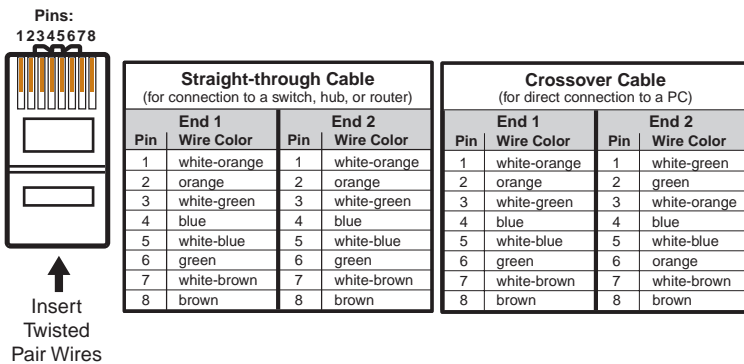 Pins:
12345678
Insert
Twisted
Pair Wires
Straight-through Cable
(for connection to a switch, hub, or router)
End 1 End 2
Pin Wire Color Pin Wire Color
1 white-orange 1 white-orange
2 orange 2 orange
3 white-green 3 white-green
4 blue 4 blue
5 white-blue 5 white-blue
6 green 6 green
7 white-brown 7 white-brown
8 brown 8 brown
Crossover Cable
(for direct connection to a PC)
End 1 End 2
Pin Wire Color Pin Wire Color
1 white-orange 1 white-green
2 orange 2 green
3 white-green 3 white-orange
4 blue 4 blue
5 white-blue 5 white-blue
6 green 6 orange
7 white-brown 7 white-brown
8 brown 8 brown